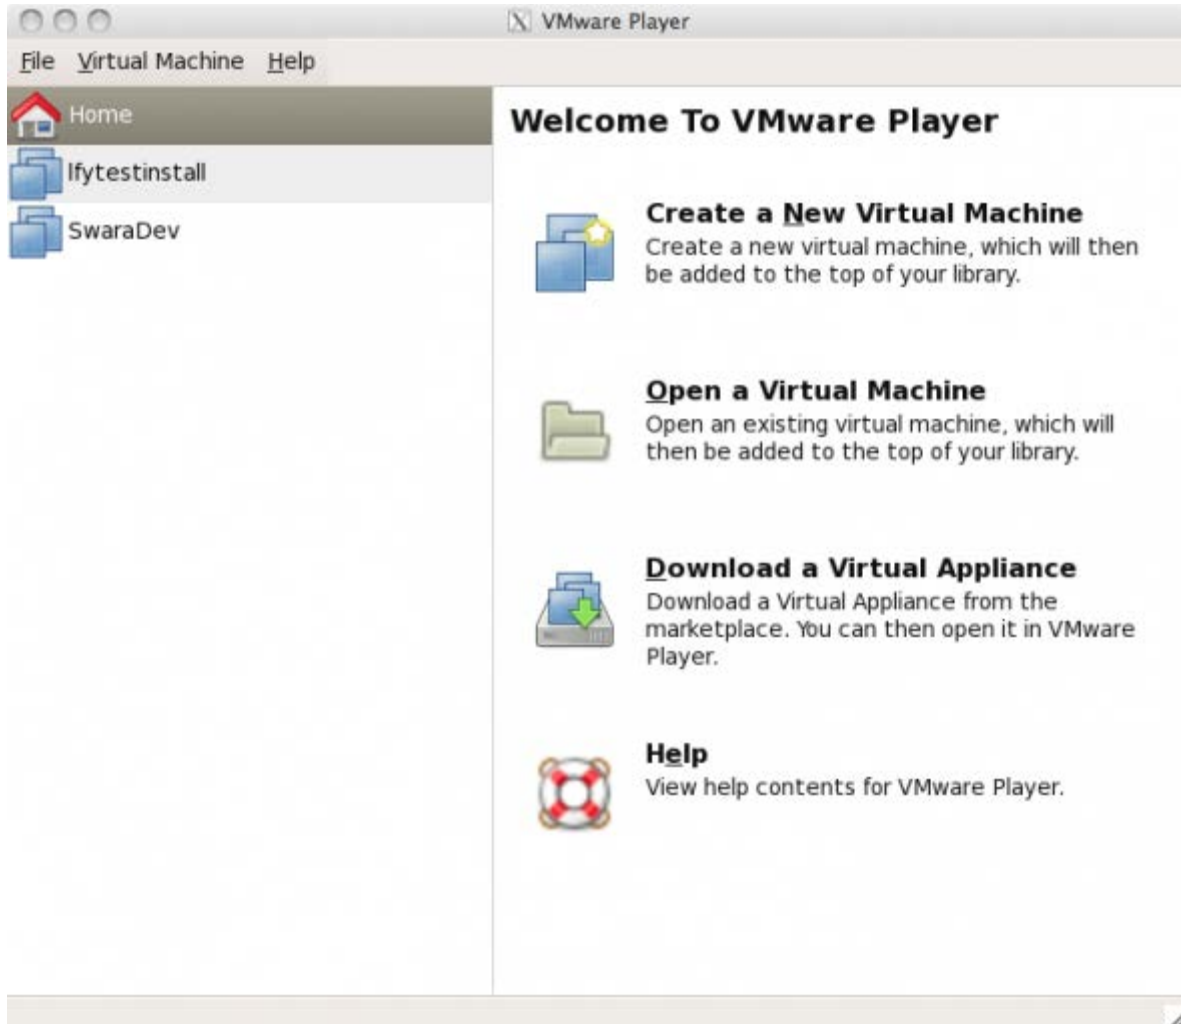 VMware Player
File Virtual Machine Help
Home
lfytestinstall
SwaraDev
Welcome To VMware Player
Create a New Virtual Machine
Create a new virtual machine, which will then
be added to the top of your library.
Open a Virtual Machine
Open an existing virtual machine, which will
then be added to the top of your library.
Download a Virtual Appliance
Download a Virtual Appliance from the
marketplace. You can then open it in VMware
Player.
Help
View help contents for VMware Player.